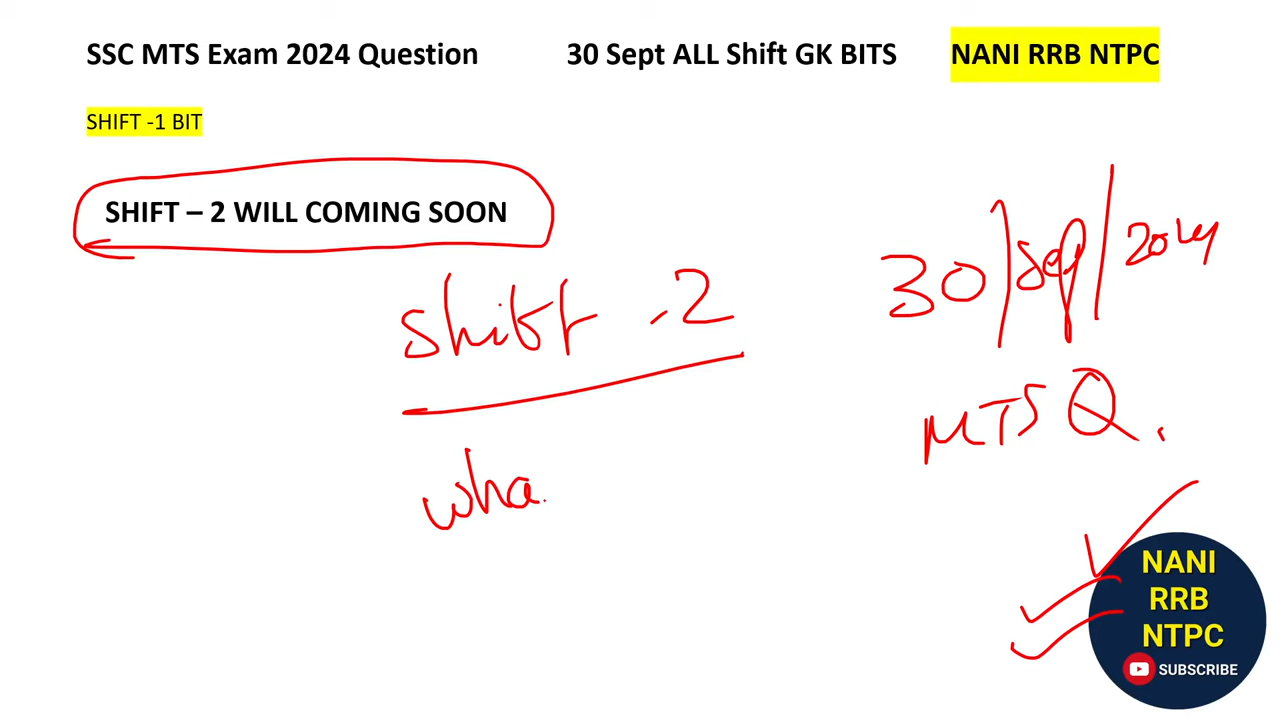 SSC MTS Exam 2024 Question 30 Sept ALL Shift GK BITS NANI RRB NTPC
SHIFT -1 BIT
SHIFT – 2 WILL COMING SOON
30/Sep/2024
Shift -2
MTS Q.
wha
NANI
RRB
NTPC
SUBSCRIBE